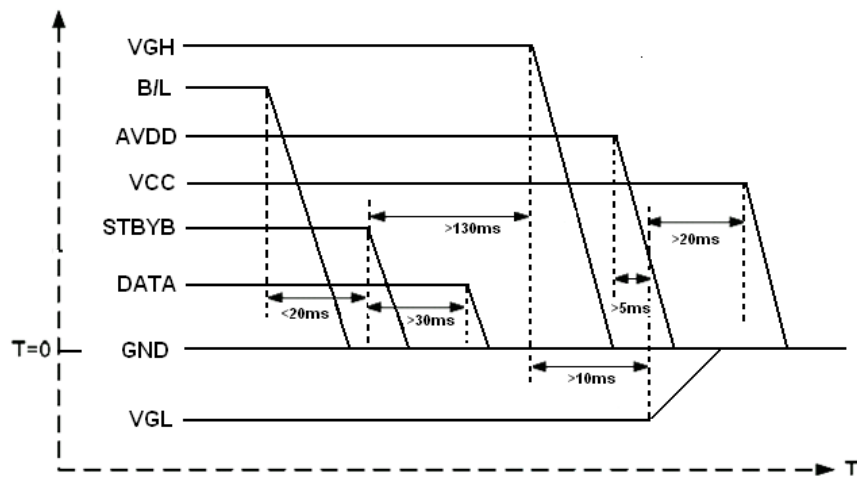 VGH
B/L
AVDD
VCC
STBYB
>130ms
>20ms
DATA
<20ms
>30ms
>5ms
T=0
GND
>10ms
VGL
T